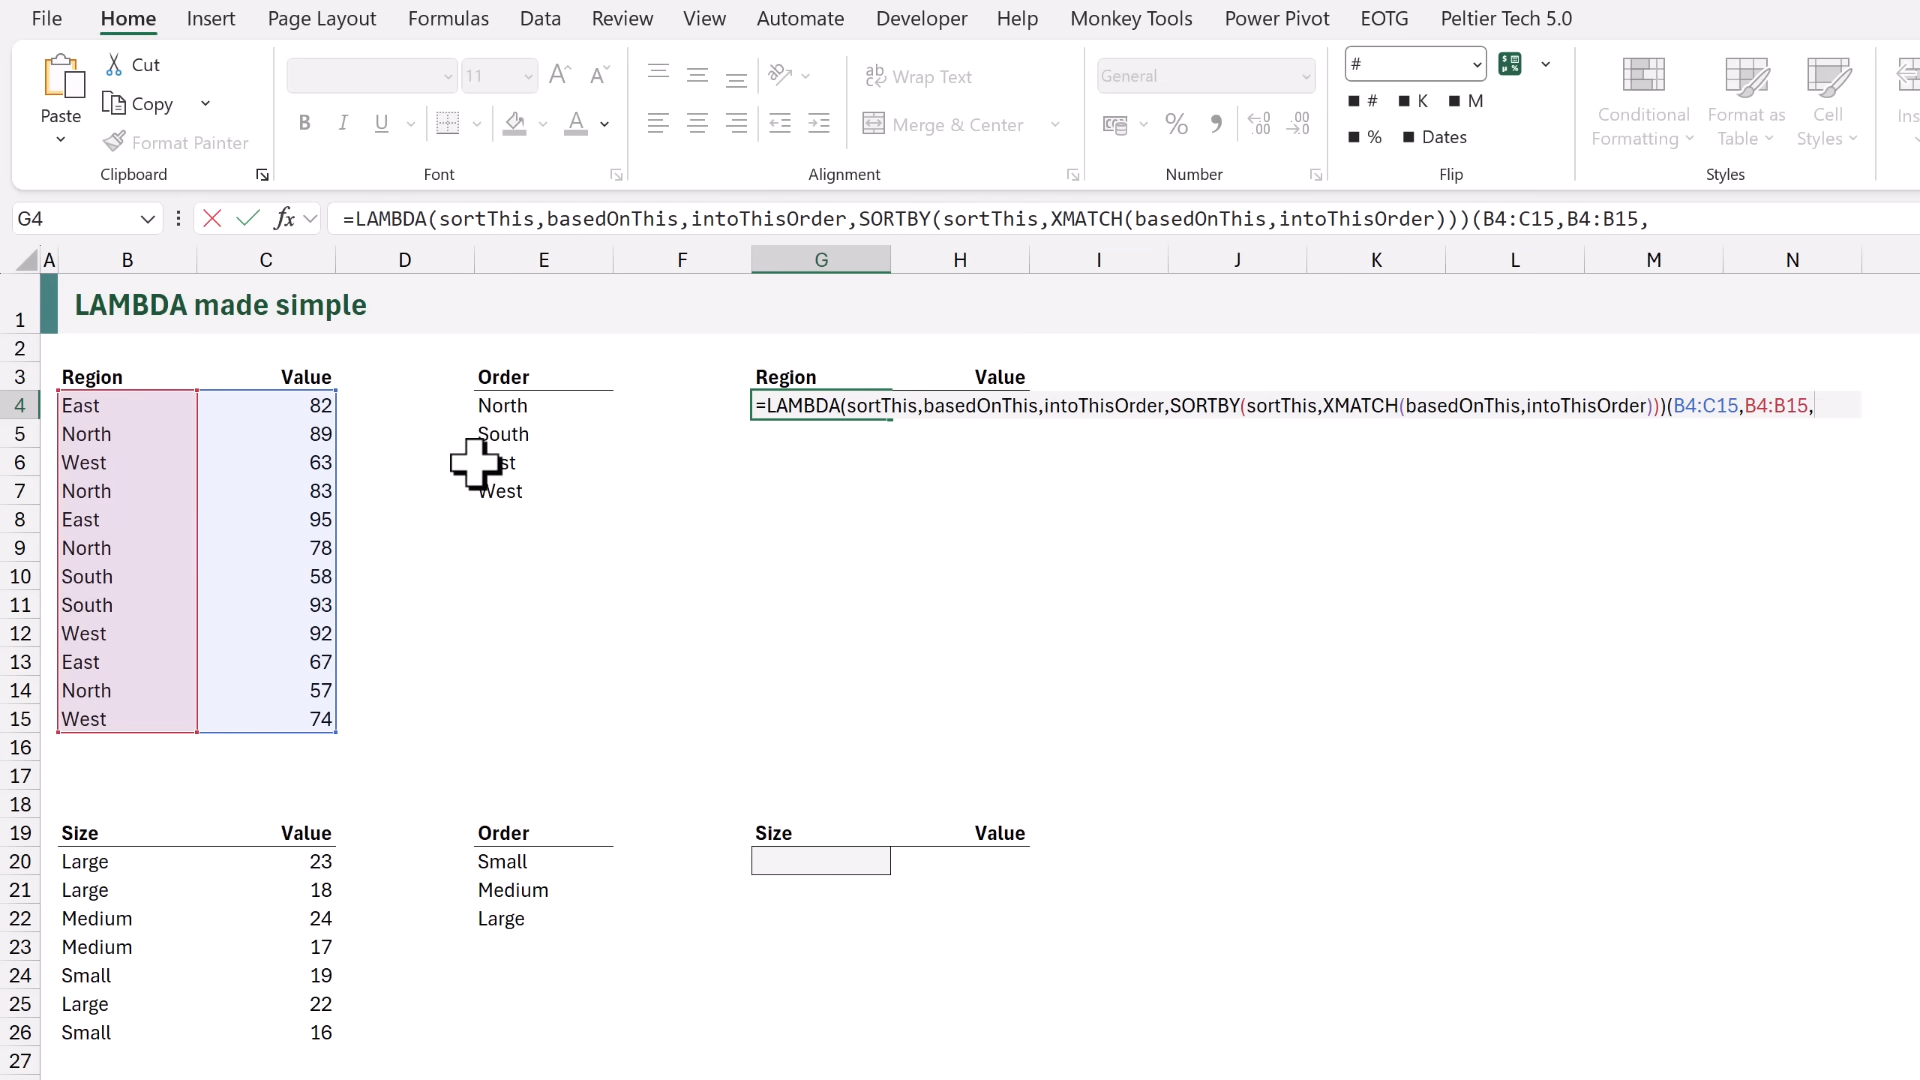 File Home Insert Page Layout Formulas Data Review View Automate Developer Help Monkey Tools Power Pivot EOTG Peltier Tech 5.0
Paste
Cut
Copy
Format Painter
Clipboard
11
B I U
Font
Wrap Text
Merge & Center
Alignment
General
Number
#
# K M
% Dates
Flip
Conditional Formatting
Format as Table
Cell Styles
Styles
G4 fx =LAMBDA(sortThis,basedOnThis,intoThisOrder,SORTBY(sortThis,XMATCH(basedOnThis,intoThisOrder)))(B4:C15,B4:B15,
A B C D E F G H I J K L M N
1 LAMBDA made simple
2
3 Region Value Order Region Value
4 East 82 North =LAMBDA(sortThis,basedOnThis,intoThisOrder,SORTBY(sortThis,XMATCH(basedOnThis,intoThisOrder)))(B4:C15,B4:B15,
5 North 89 South
6 West 63
7 North 83 West
8 East 95
9 North 78
10 South 58
11 South 93
12 West 92
13 East 67
14 North 57
15 West 74
16
17
18
19 Size Value Order Size Value
20 Large 23 Small
21 Large 18 Medium
22 Medium 24 Large
23 Medium 17
24 Small 19
25 Large 22
26 Small 16
27